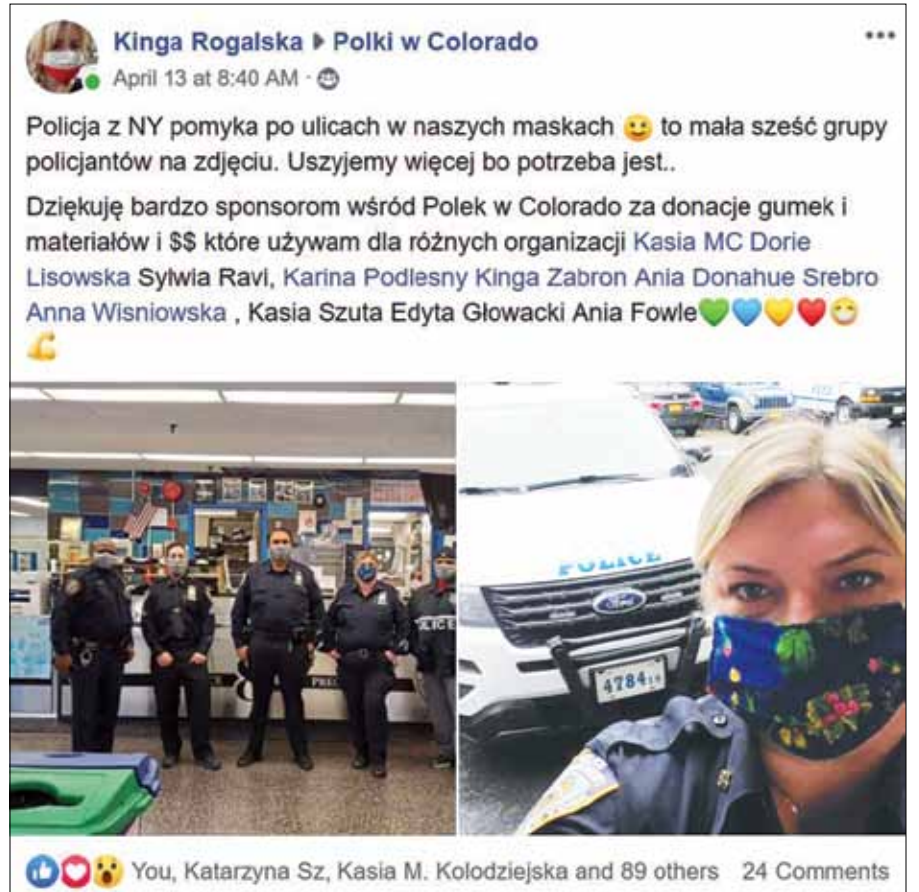 Kinga Rogalska ▸ Polki w Colorado
April 13 at 8:40 AM ·
Policja z NY pomyka po ulicach w naszych maskach 🥴 to mała sześć grupy
policjantów na zdjęciu. Uszyjemy więcej bo potrzeba jest..
Dziękuję bardzo sponsorom wśród Polek w Colorado za donacje gumek i
materiałów i $$ które używam dla różnych organizacji Kasia MC Dorie
Lisowska Sylwia Ravi, Karina Podlesny Kinga Zabron Ania Donahue Srebro
Anna Wisniowska , Kasia Szuta Edyta Głowacki Ania Fowle💚💙💛❤️😷
💪
POLICE
Ford
4784
You, Katarzyna Sz, Kasia M. Kolodziejska and 89 others 24 Comments